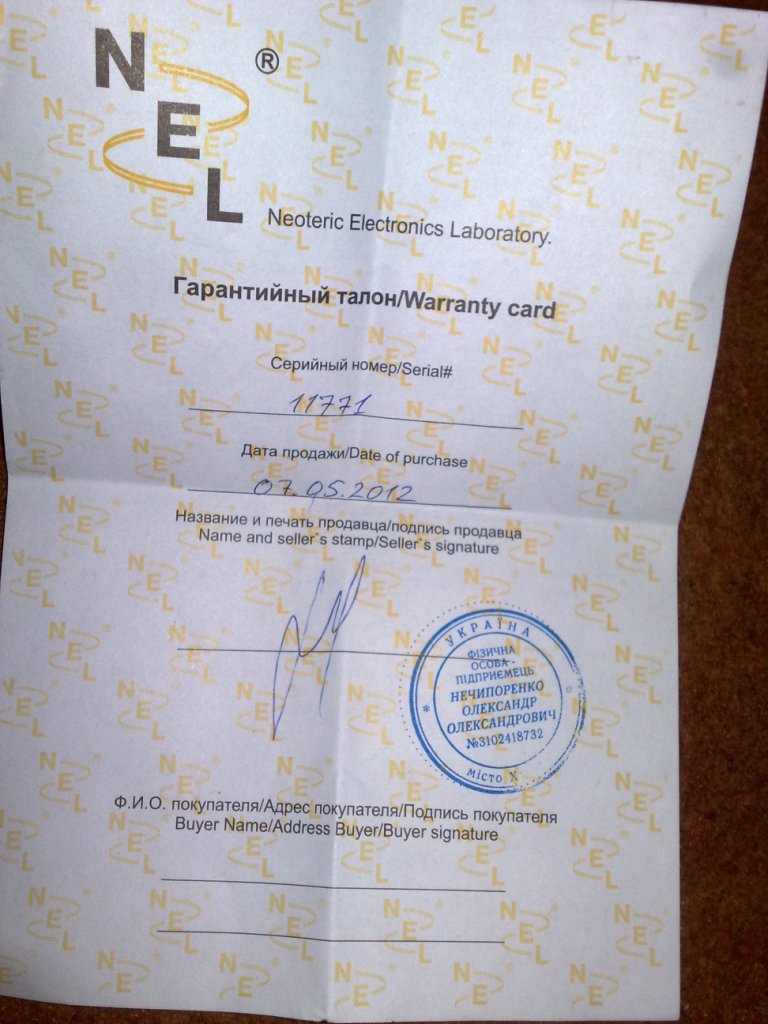 N
E
L
®
Neoteric Electronics Laboratory.
Гарантийный талон/Warranty card
Серийный номер/Serial#
11771
Дата продажи/Date of purchase
07.05.2012
Название и печать продавца/подпись продавца
Name and seller`s stamp/Seller`s signature
УКРАЇНА
ФІЗИЧНА
ОСОБА-
ПІДПРИЄМЕЦЬ
НЕЧИПОРЕНКО
ОЛЕКСАНДР
ОЛЕКСАНДРОВИЧ
№3102418732
місто Х
Ф.И.О. покупателя/Адрес покупателя/Подпись покупателя
Buyer Name/Address Buyer/Buyer signature